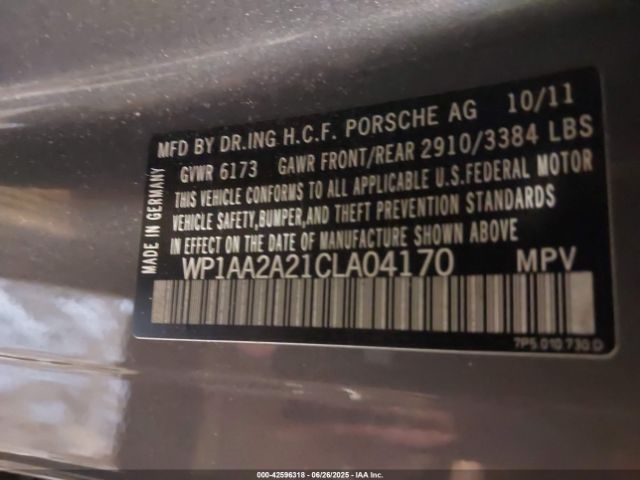 MFD BY DR.ING H.C.F. PORSCHE AG 10/11
GVWR 6173 GAWR FRONT/REAR 2910/3384 LBS
THIS VEHICLE CONFORMS TO ALL APPLICABLE U.S.FEDERAL MOTOR
VEHICLE SAFETY,BUMPER,AND THEFT PREVENTION STANDARDS
IN EFFECT ON THE DATE OF MANUFACTURE SHOWN ABOVE
WP1AA2A21CLA04170 MPV
MADE IN GERMANY
7P5 010 730 D
000-42596318 | 06/26/2025 - IAA Inc.